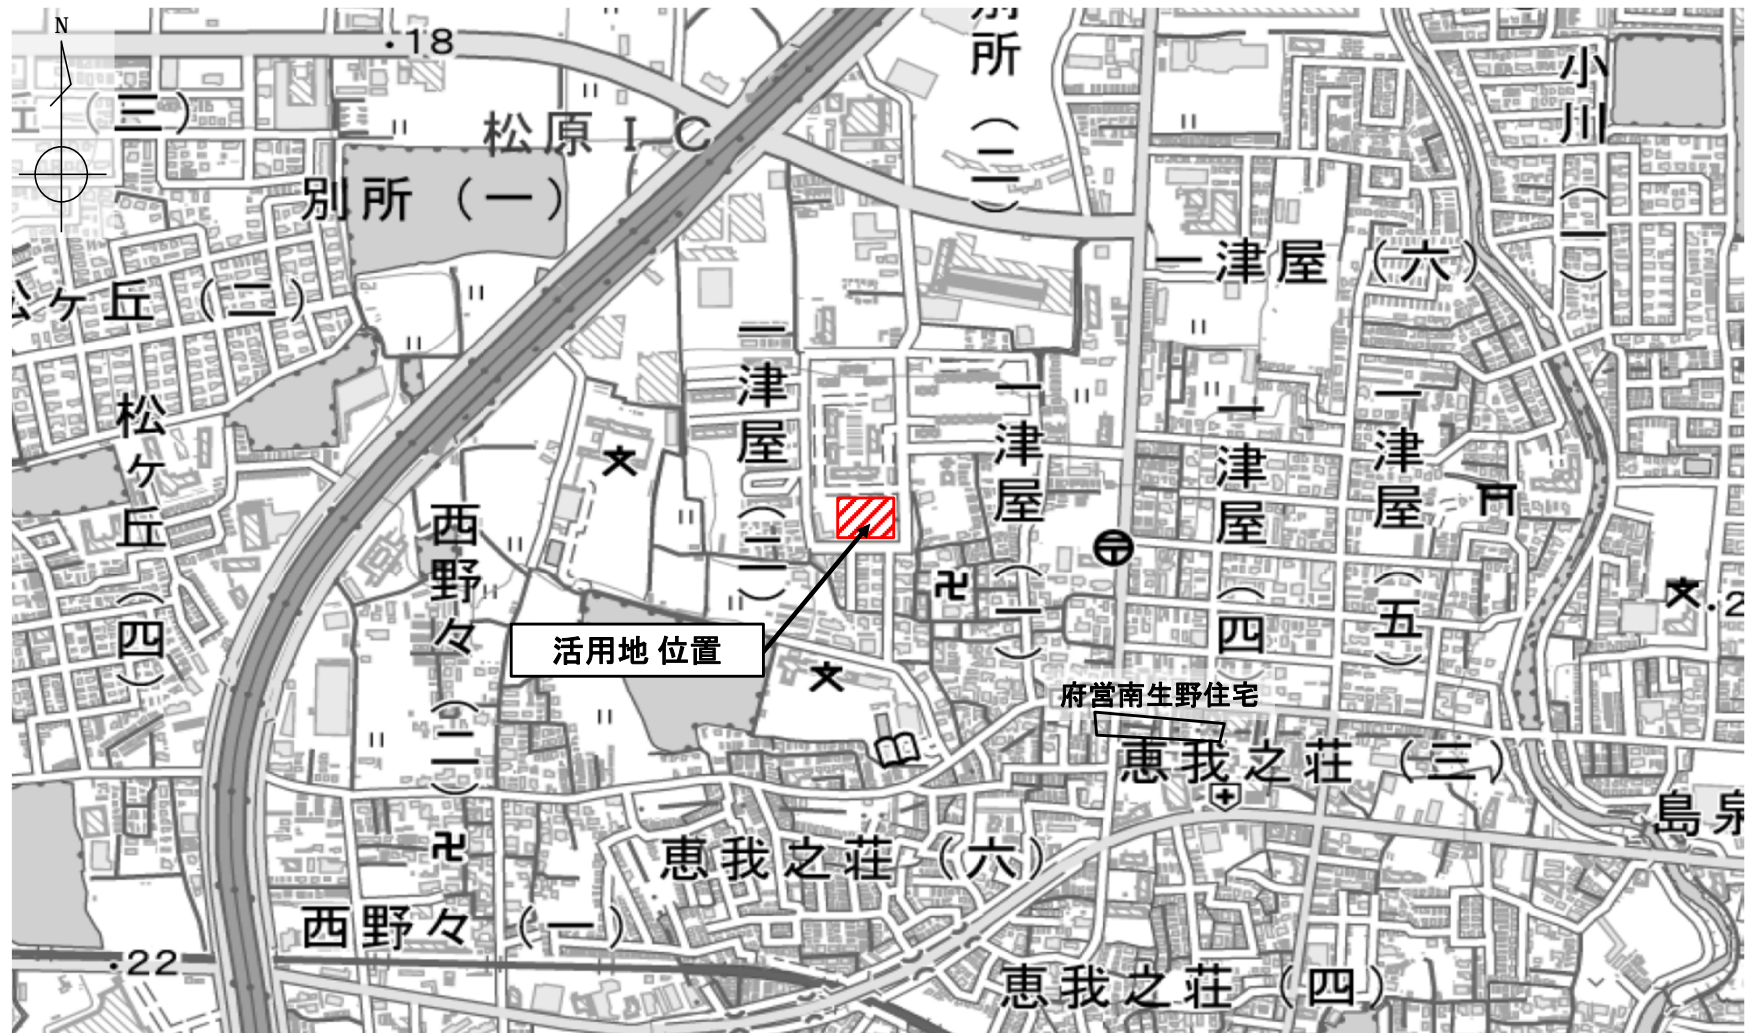 N
・18
別所
（二）
小川（一）
（三）
松原ＩＣ
別所（一）
一津屋（六）
松ケ丘（二）
一津屋（二）
一津屋（一）
一津屋（四）
一津屋（五）
松ケ丘（四）
西野々（二）
活用地 位置
府営南生野住宅
恵我之荘（三）
島泉
恵我之荘（六）
西野々（一）
・22
恵我之荘（四）